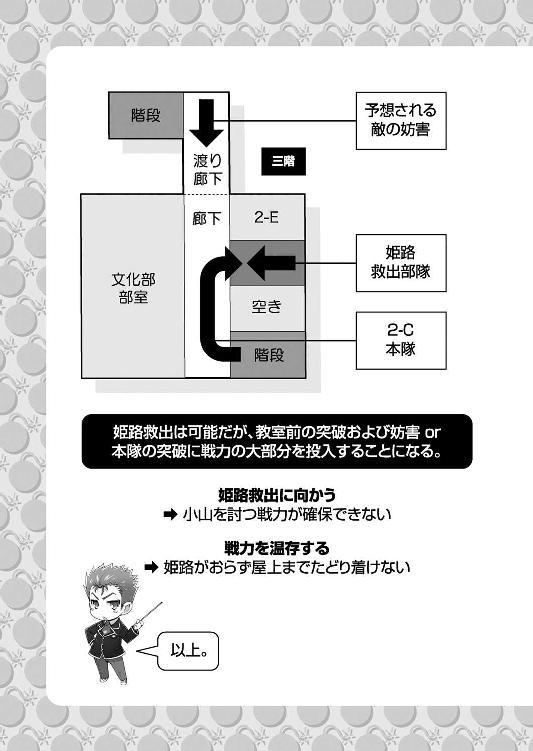 階段
予想される
敵の妨害
渡り
廊下
三階
廊下
2-E
文化部
部室
姫路
救出部隊
空き
2-C
本隊
階段
姫路救出は可能だが、教室前の突破および妨害 or
本隊の突破に戦力の大部分を投入することになる。
姫路救出に向かう
➡ 小山を討つ戦力が確保できない
戦力を温存する
➡ 姫路がおらず屋上までたどり着けない
以上。